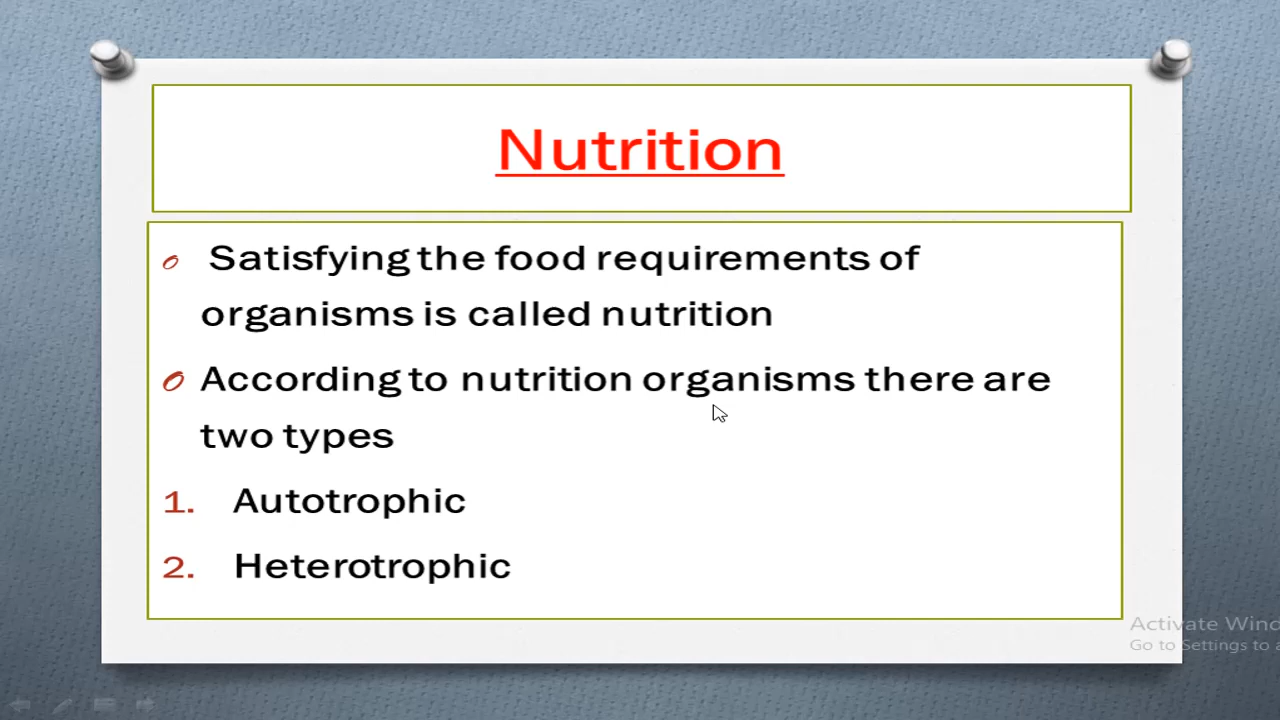 Nutrition
Satisfying the food requirements of
organisms is called nutrition
According to nutrition organisms there are
two types
1. Autotrophic
2. Heterotrophic
Activate Wind
Go to Settings to a